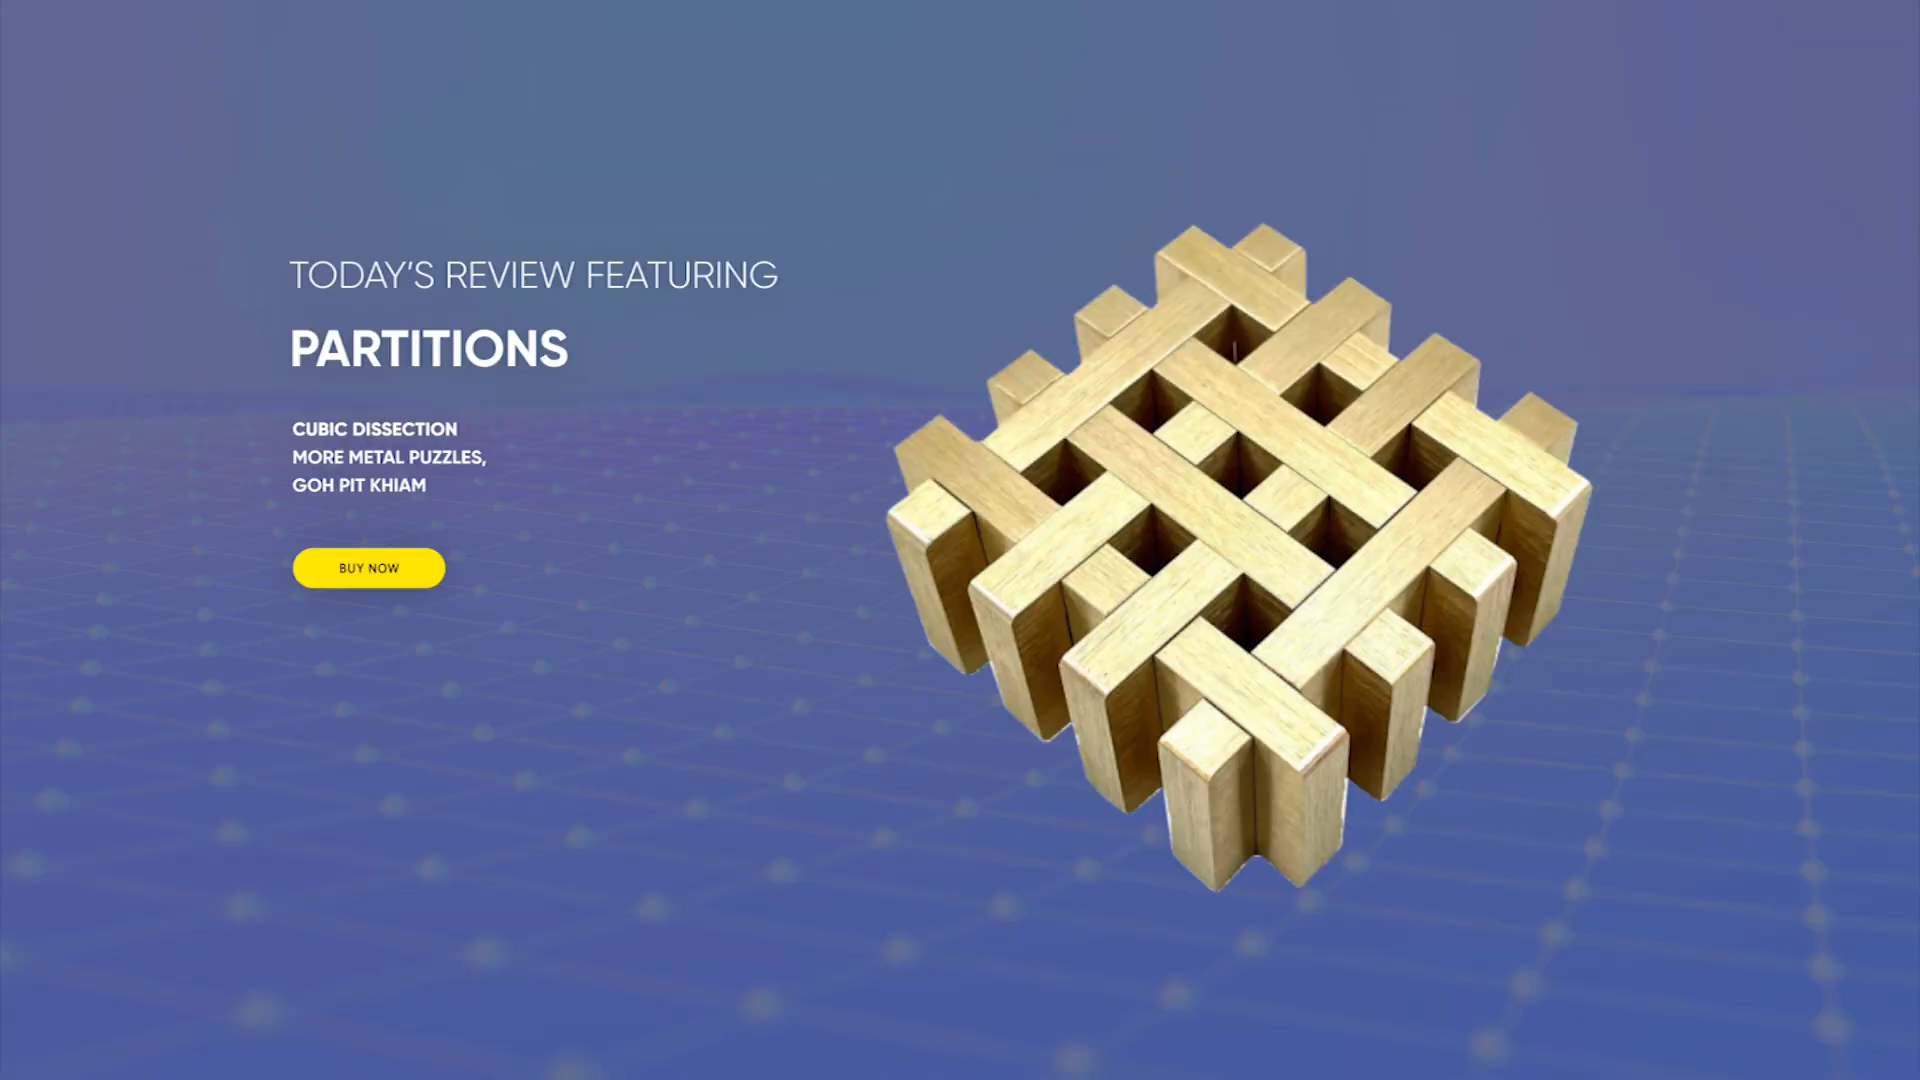 TODAY'S REVIEW FEATURING
PARTITIONS
CUBIC DISSECTION
MORE METAL PUZZLES,
GOH PIT KHIAM
BUY NOW